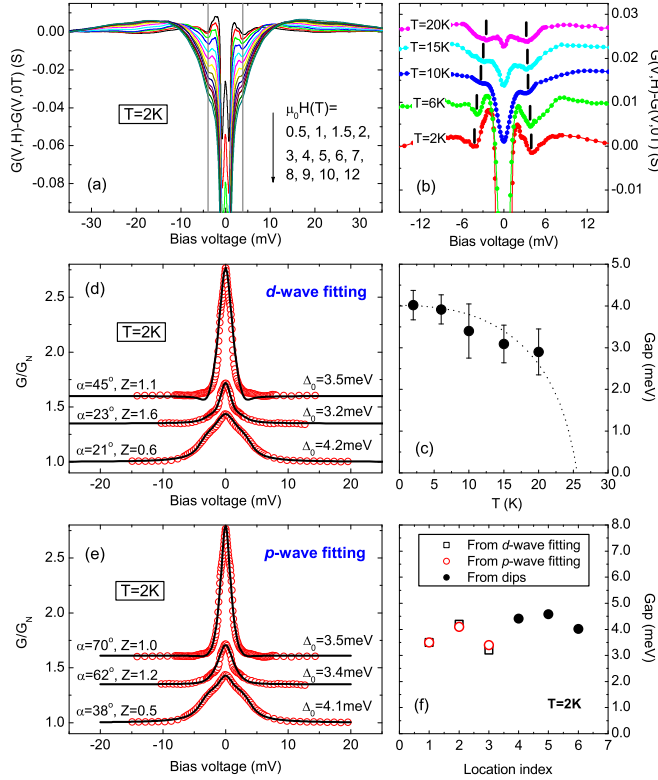 0.00
-0.02
-0.04
-0.06
-0.08
G(V,H)-G(V,0T) (S)
T=2K
μ0H(T)=
0.5, 1, 1.5, 2,
3, 4, 5, 6, 7,
8, 9, 10, 12
(a)
-30 -20 -10 0 10 20 30
Bias voltage (mV)
T=20K
T=15K
T=10K
T=6K
T=2K
(b)
0.03
0.02
0.01
0.00
-0.01
G(V,H)-G(V,0T) (S)
-12 -6 0 6 12
Bias voltage (mV)
(d)
d-wave fitting
T=2K
2.5
2.0
1.5
1.0
G/GN
α=45°, Z=1.1
Δ0=3.5meV
α=23°, Z=1.6
Δ0=3.2meV
α=21°, Z=0.6
Δ0=4.2meV
-20 -10 0 10 20
Bias voltage (mV)
5.0
4.0
3.0
2.0
1.0
0.0
Gap (meV)
(c)
0 5 10 15 20 25 30
T (K)
(e)
p-wave fitting
T=2K
2.5
2.0
1.5
1.0
G/GN
α=70°, Z=1.0
Δ0=3.5meV
α=62°, Z=1.2
Δ0=3.4meV
α=38°, Z=0.5
Δ0=4.1meV
-20 -10 0 10 20
Bias voltage (mV)
From d-wave fitting
From p-wave fitting
From dips
8.0
7.0
6.0
5.0
4.0
3.0
2.0
1.0
0.0
Gap (meV)
(f)
T=2K
0 1 2 3 4 5 6 7
Location index